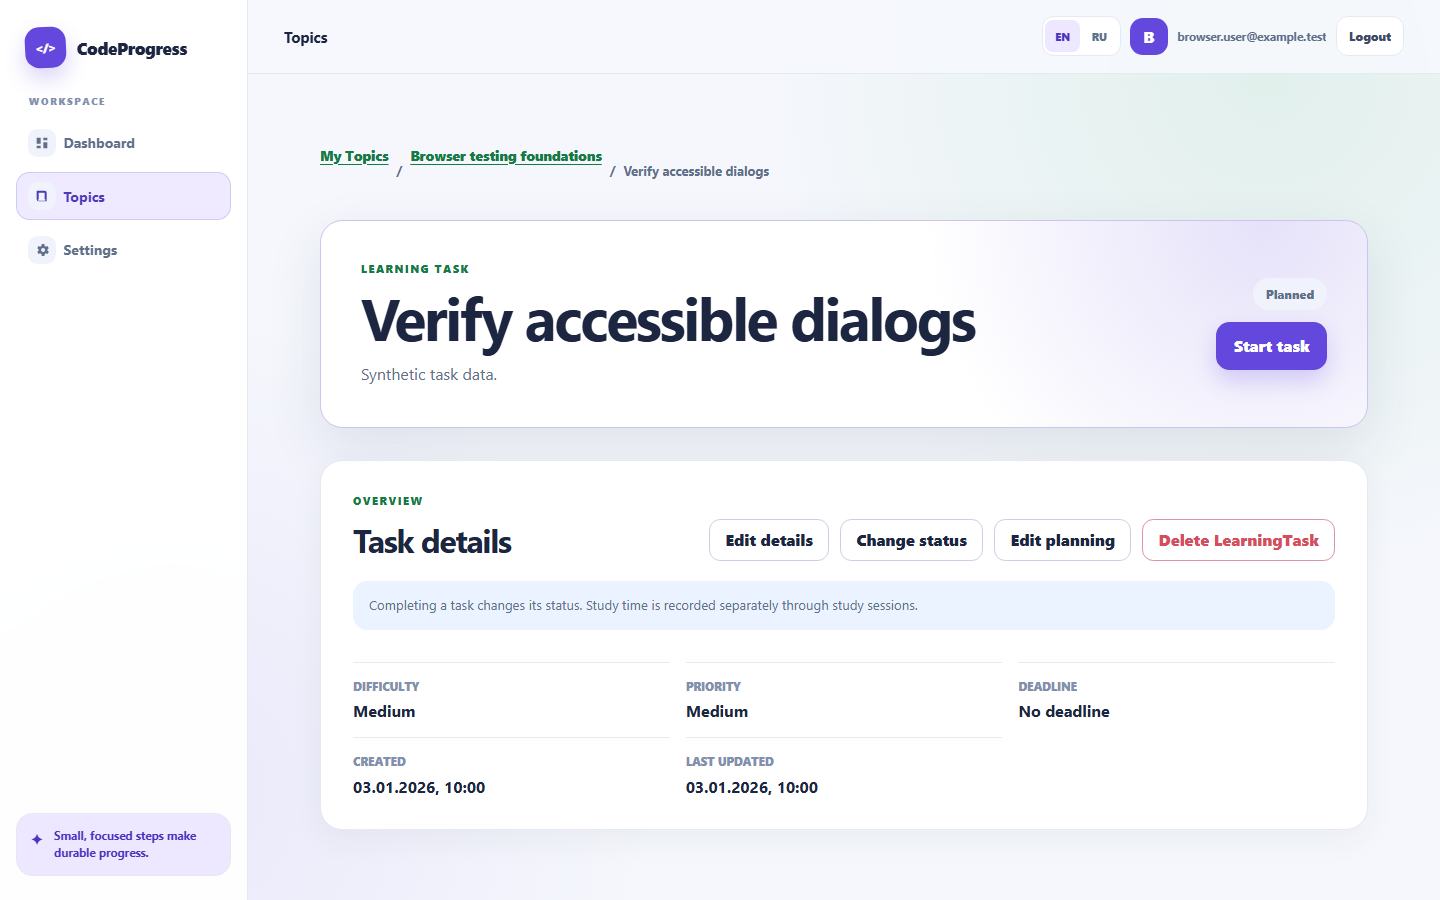 </> CodeProgress
WORKSPACE
Dashboard
Topics
Settings
Small, focused steps make
durable progress.
Topics
EN RU
B
browser.user@example.test
Logout
My Topics / Browser testing foundations / Verify accessible dialogs
LEARNING TASK
Verify accessible dialogs
Synthetic task data.
Planned
Start task
OVERVIEW
Task details
Edit details
Change status
Edit planning
Delete LearningTask
Completing a task changes its status. Study time is recorded separately through study sessions.
DIFFICULTY
Medium
PRIORITY
Medium
DEADLINE
No deadline
CREATED
03.01.2026, 10:00
LAST UPDATED
03.01.2026, 10:00